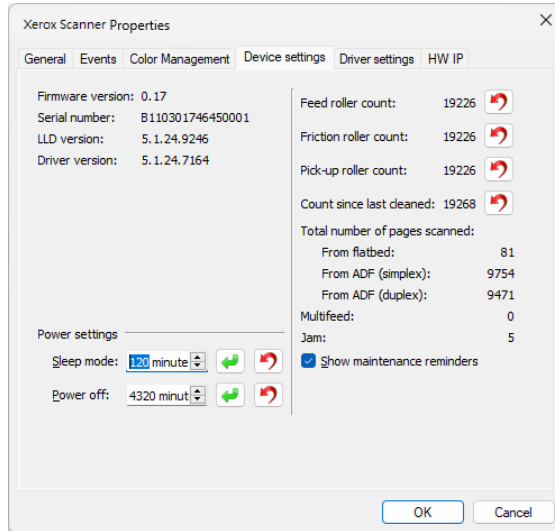 Xerox Scanner Properties
General Events Color Management Device settings Driver settings HW IP
Firmware version: 0.17
Serial number: B110301746450001
LLD version: 5.1.24.9246
Driver version: 5.1.24.7164
Power settings
Sleep mode: 120 minute
Power off: 4320 minut
Feed roller count: 19226
Friction roller count: 19226
Pick-up roller count: 19226
Count since last cleaned: 19268
Total number of pages scanned:
From flatbed: 81
From ADF (simplex): 9754
From ADF (duplex): 9471
Multifeed: 0
Jam: 5
Show maintenance reminders
OK Cancel